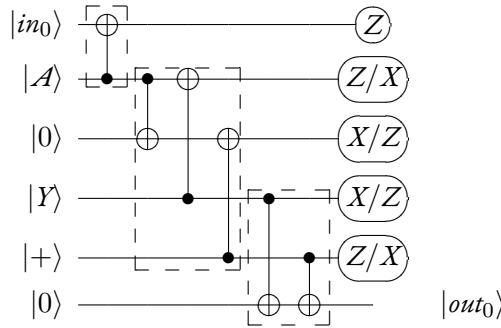 |in₀⟩ Z
|A⟩ Z/X
|0⟩ X/Z
|Y⟩ X/Z
|+⟩ Z/X
|0⟩ |out₀⟩